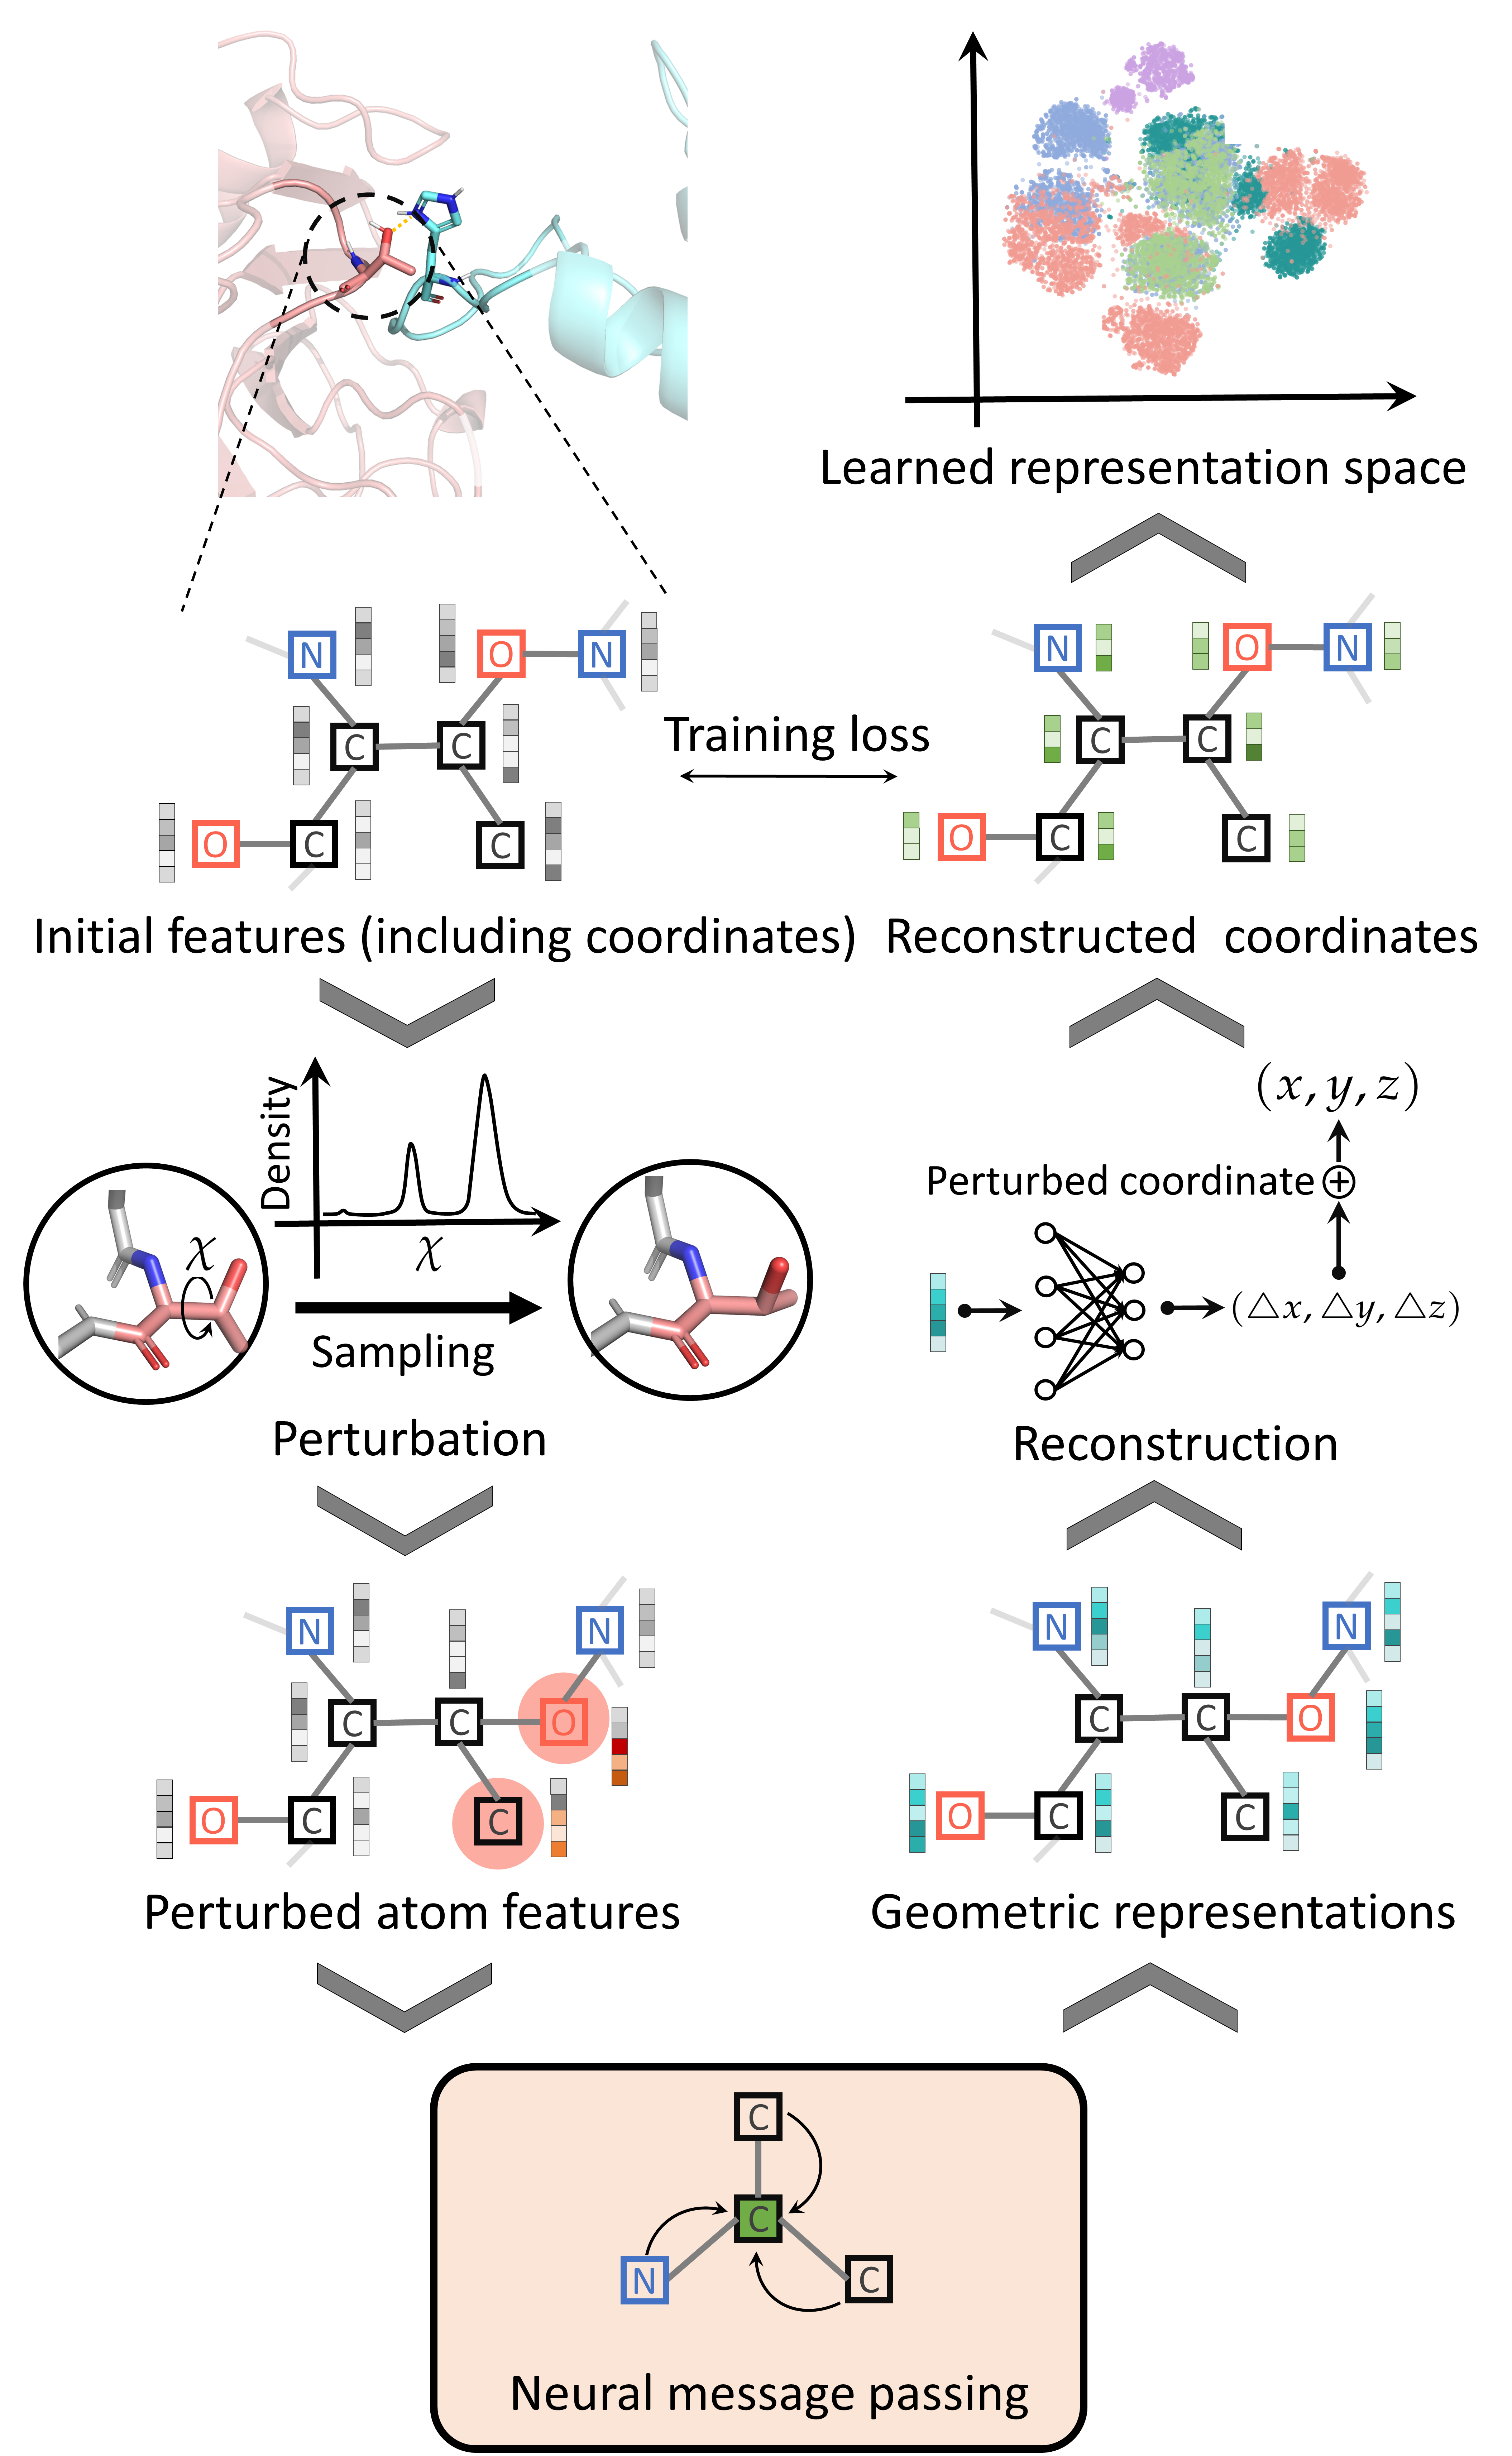 Learned representation space
N
O
N
C
C
O
C
C
Training loss
N
O
N
C
C
O
C
C
Initial features (including coordinates)
Reconstructed coordinates
Density
χ
χ
Sampling
Perturbation
(x, y, z)
Perturbed coordinate +
(△x, △y, △z)
Reconstruction
N
N
C
C
O
O
C
C
Perturbed atom features
N
N
C
C
O
O
C
C
Geometric representations
C
C
N
C
Neural message passing